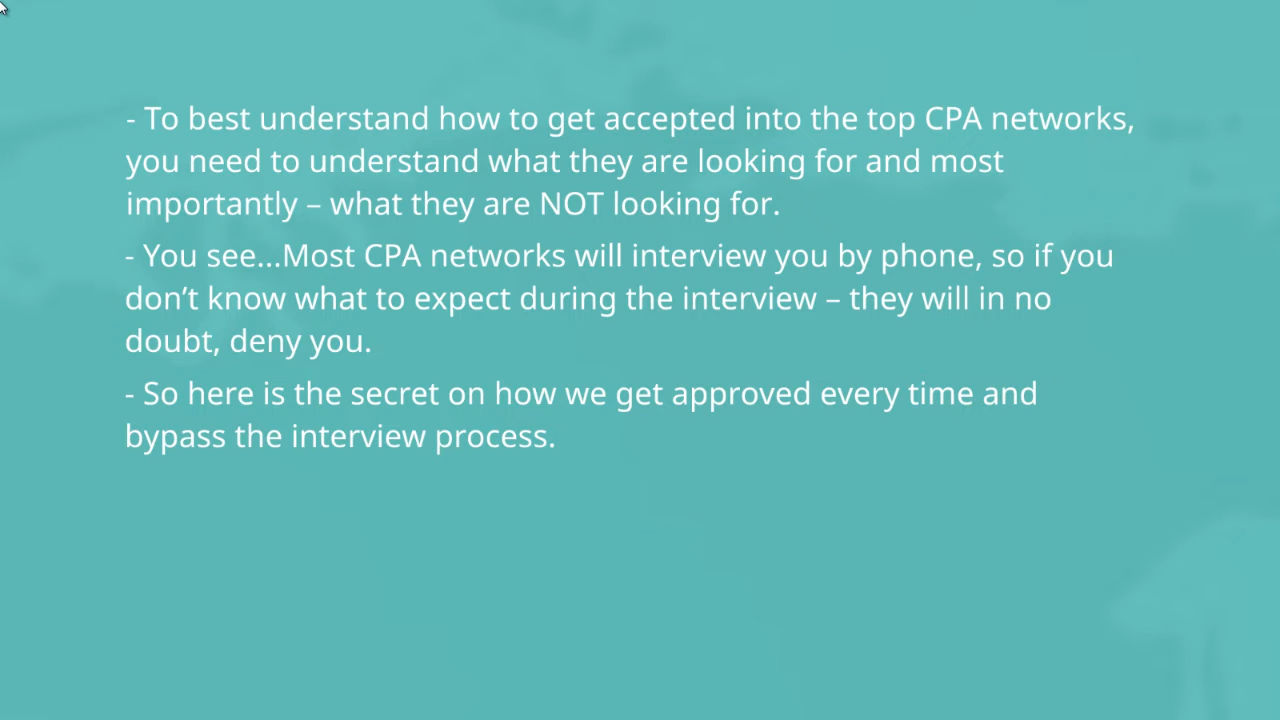 - To best understand how to get accepted into the top CPA networks,
you need to understand what they are looking for and most
importantly – what they are NOT looking for.
- You see...Most CPA networks will interview you by phone, so if you
don’t know what to expect during the interview – they will in no
doubt, deny you.
- So here is the secret on how we get approved every time and
bypass the interview process.